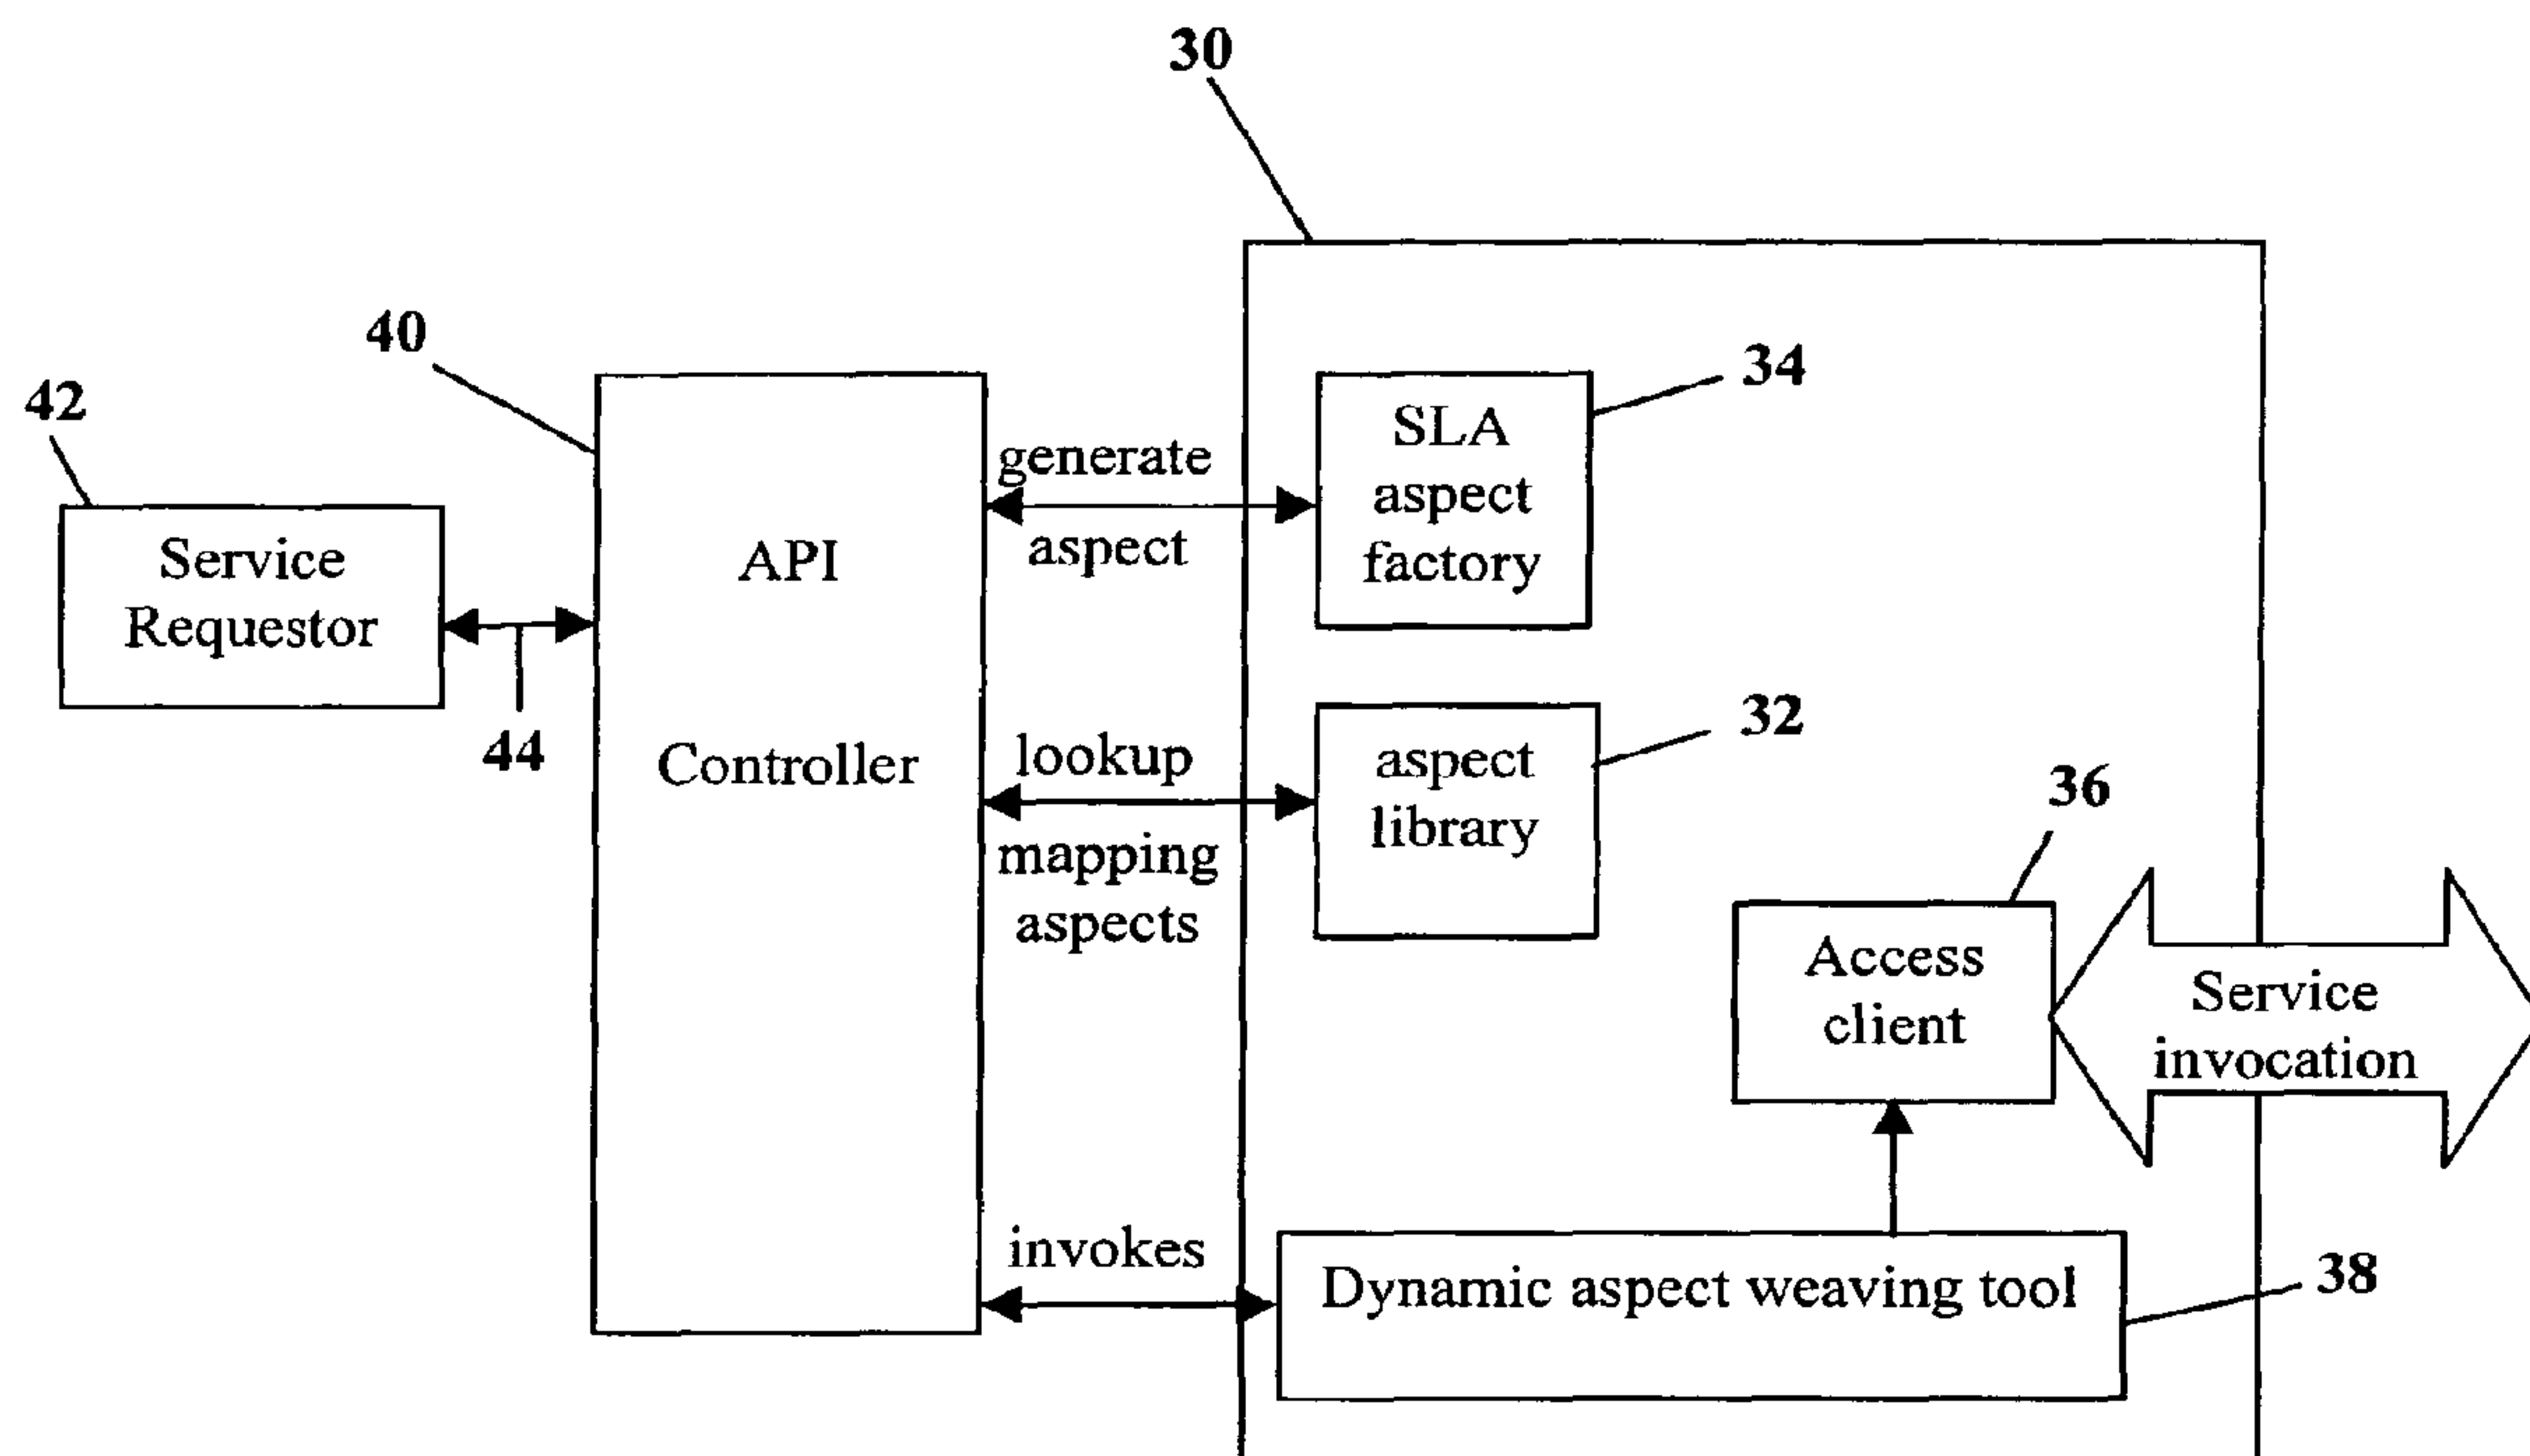 30
40
42
Service
Requestor
44
API
Controller
generate
aspect
lookup
mapping
aspects
invokes
SLA
aspect
factory
34
aspect
library
32
36
Access
client
Service
invocation
Dynamic aspect weaving tool
38